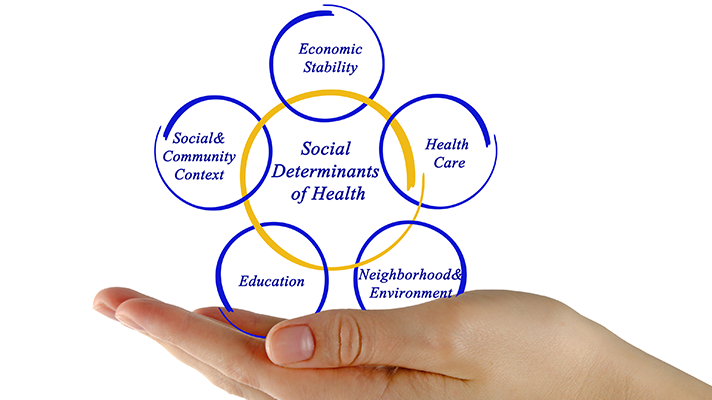 Economic
Stability
Social&
Community
Context
Social
Determinants
of Health
Health
Care
Education
Neighborhood&
Environment